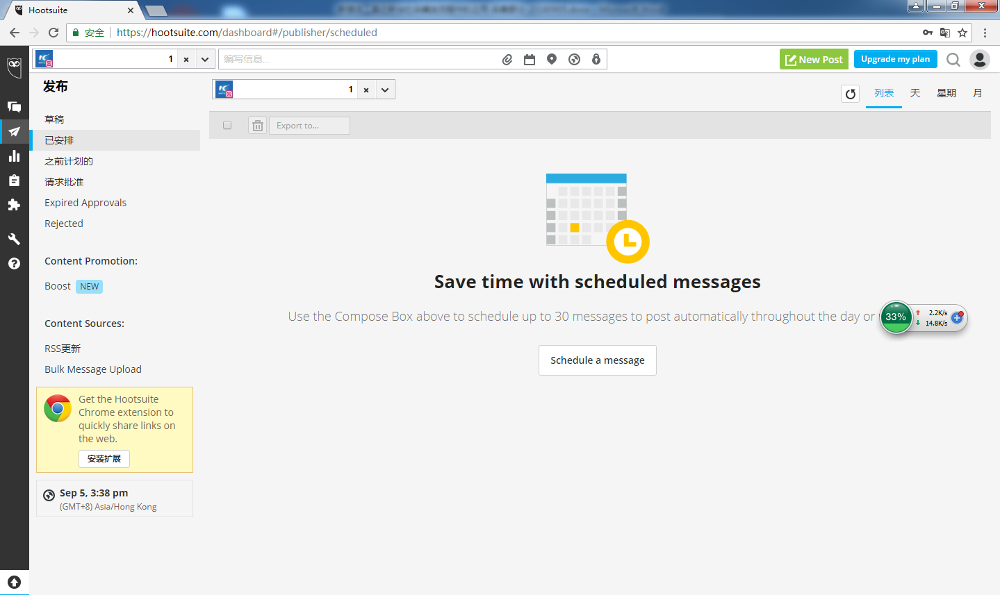 Hootsuite
安全
https://hootsuite.com/dashboard#/publisher/scheduled
1
编写信息...
New Post
Upgrade my plan
发布
1
列表
天
星期
月
草稿
Export to...
已安排
之前计划的
请求批准
Expired Approvals
Rejected
Content Promotion:
Boost NEW
Save time with scheduled messages
Use the Compose Box above to schedule up to 30 messages to post automatically throughout the day or
33%
2.2K/s
14.8K/s
Content Sources:
RSS更新
Schedule a message
Bulk Message Upload
Get the Hootsuite
Chrome extension to
quickly share links on
the web.
安装扩展
Sep 5, 3:38 pm
(GMT+8) Asia/Hong Kong